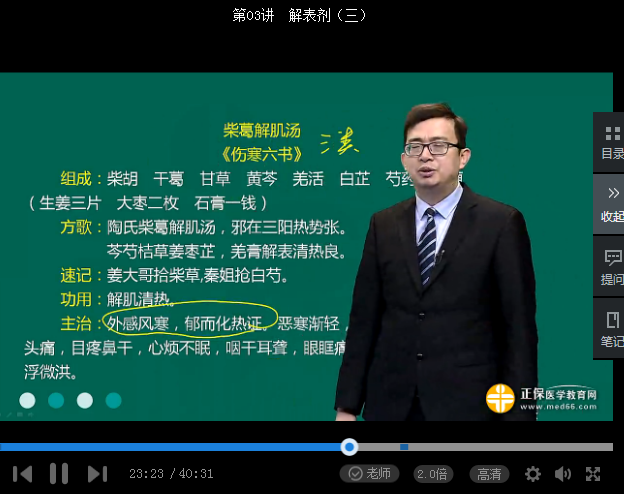 第03讲 解表剂（三）
柴葛解肌汤
《伤寒六书》
组成：柴胡 干葛 甘草 黄芩 羌活 白芷 芍药
（生姜三片 大枣二枚 石膏一钱）
方歌：陶氏柴葛解肌汤，邪在三阳热势张。
芩芍桔草姜枣芷，羌膏解表清热良。
速记：姜大哥拾柴草,秦姐抢白芍。
功用：解肌清热。
主治：外感风寒，郁而化热证。恶寒渐轻，
头痛，目疼鼻干，心烦不眠，咽干耳聋，眼眶痛
浮微洪。
正保医学教育网
www.med66.com
目录
收起
提问
笔记
23:23 / 40:31
老师
2.0倍
高清